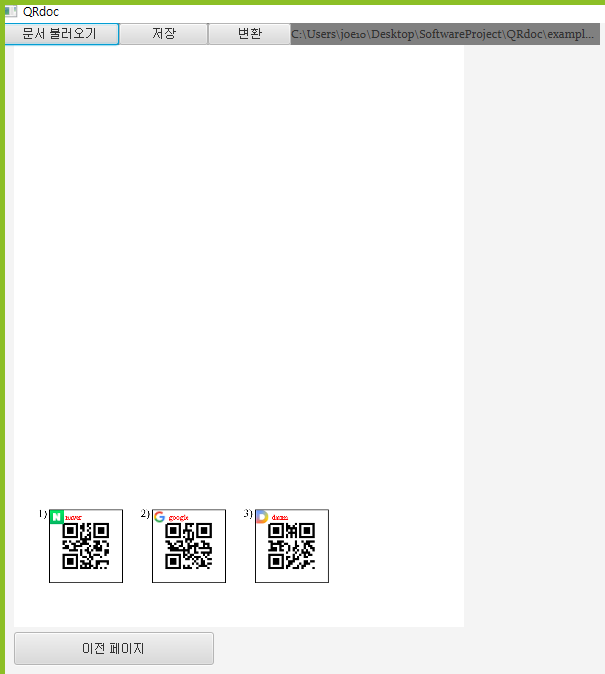 QRdoc
문서 불러오기 저장 변환 C:\Users\joe10\Desktop\SoftwareProject\QRdoc\exampl...
1) naver 2) google 3) daum
이전 페이지